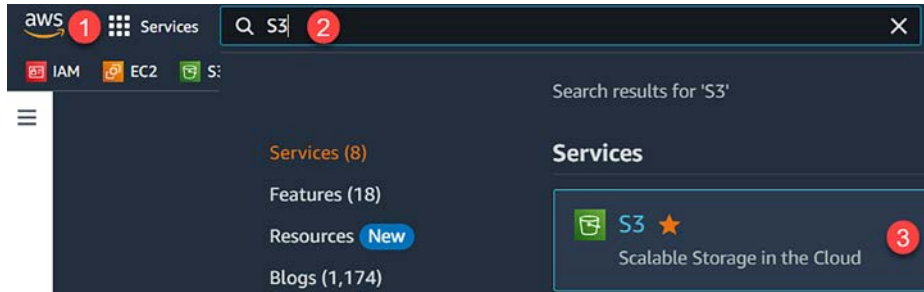 aws 1 Services S3 2
IAM EC2 S3
Search results for 'S3'
Services (8)
Features (18)
Resources New
Blogs (1,174)
Services
S3
Scalable Storage in the Cloud
3